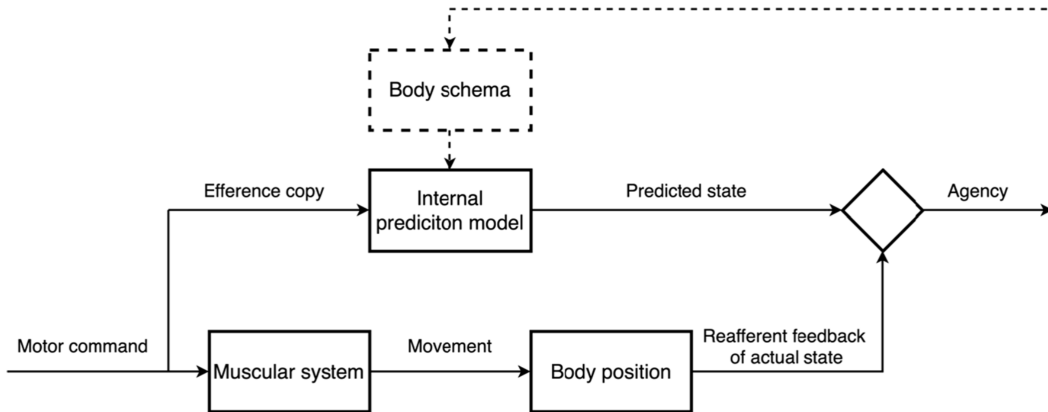 Body schema
Efference copy
Internal
prediciton model
Predicted state
Agency
Motor command
Muscular system
Movement
Body position
Reafferent feedback
of actual state